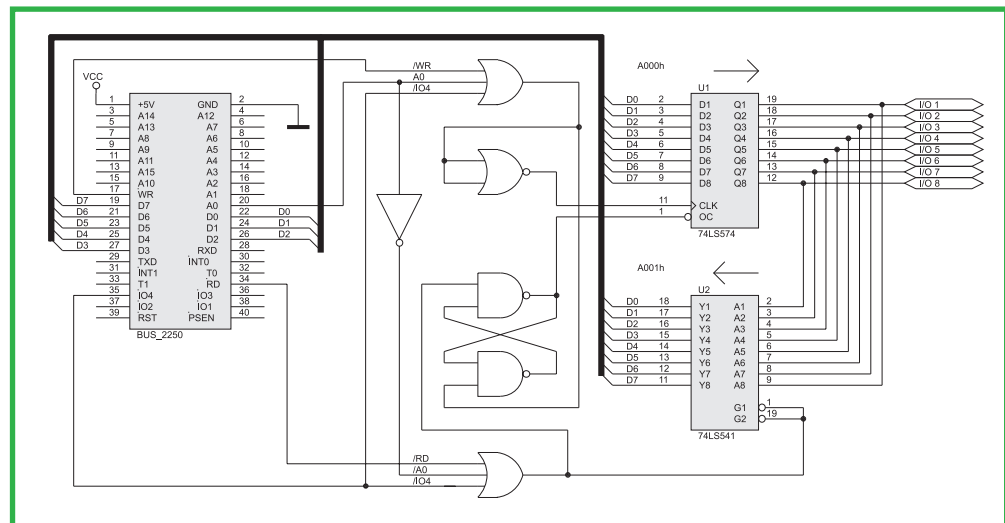 VCC
1 +5V GND 2
3 A14 A12 4
5 A13 A7 6
7 A8 A6 8
9 A9 A5 10
11 A11 A4 12
13 A15 A3 14
15 A10 A2 16
17 WR A1 18
D7 19 D7 A0 20
D6 21 D6 D0 22 D0
D5 23 D5 D1 24 D1
D4 25 D4 D2 26 D2
D3 27 D3 RXD 28
29 TXD INT0 30
31 INT1 T0 32
33 T1 RD 34
35 IO4 IO3 36
37 IO2 IO1 38
39 RST PSEN 40
BUS_2250
/WR
A0
/IO4
/RD
/A0
/IO4
A000h
U1
D0 2 D1 Q1 19 I/O 1
D1 3 D2 Q2 18 I/O 2
D2 4 D3 Q3 17 I/O 3
D3 5 D4 Q4 16 I/O 4
D4 6 D5 Q5 15 I/O 5
D5 7 D6 Q6 14 I/O 6
D6 8 D7 Q7 13 I/O 7
D7 9 D8 Q8 12 I/O 8
11 CLK
1 OC
74LS574
A001h
U2
D0 18 Y1 A1 2
D1 17 Y2 A2 3
D2 16 Y3 A3 4
D3 15 Y4 A4 5
D4 14 Y5 A5 6
D5 13 Y6 A6 7
D6 12 Y7 A7 8
D7 11 Y8 A8 9
G1 1
G2 19
74LS541